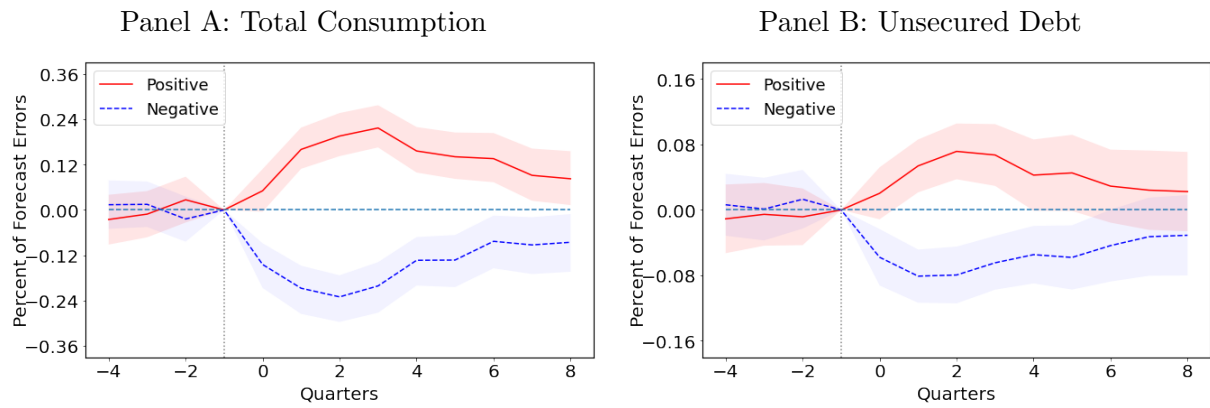 Panel A: Total Consumption
Percent of Forecast Errors
0.36
0.24
0.12
0.00
−0.12
−0.24
−0.36
Positive
Negative
−4 −2 0 2 4 6 8
Quarters
Panel B: Unsecured Debt
Percent of Forecast Errors
0.16
0.08
0.00
−0.08
−0.16
Positive
Negative
−4 −2 0 2 4 6 8
Quarters